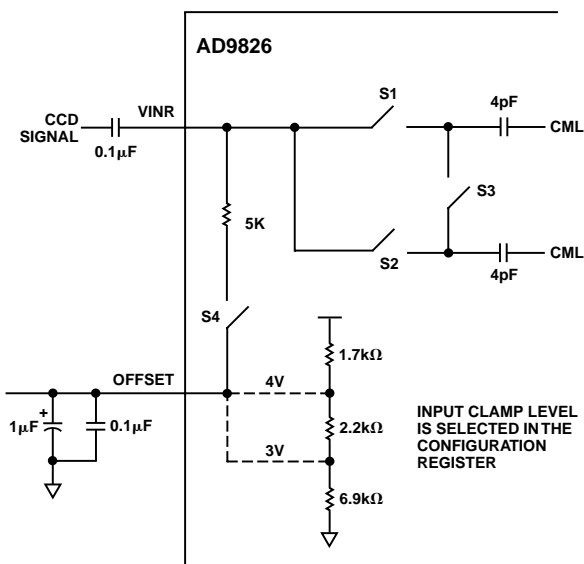 AD9826
S1
4pF
CCD
SIGNAL
VINR
CML
0.1μF
S3
5K
S2
CML
4pF
S4
1.7kΩ
OFFSET
4V
1μF
+
0.1μF
2.2kΩ
INPUT CLAMP LEVEL
IS SELECTED IN THE
CONFIGURATION
REGISTER
3V
6.9kΩ